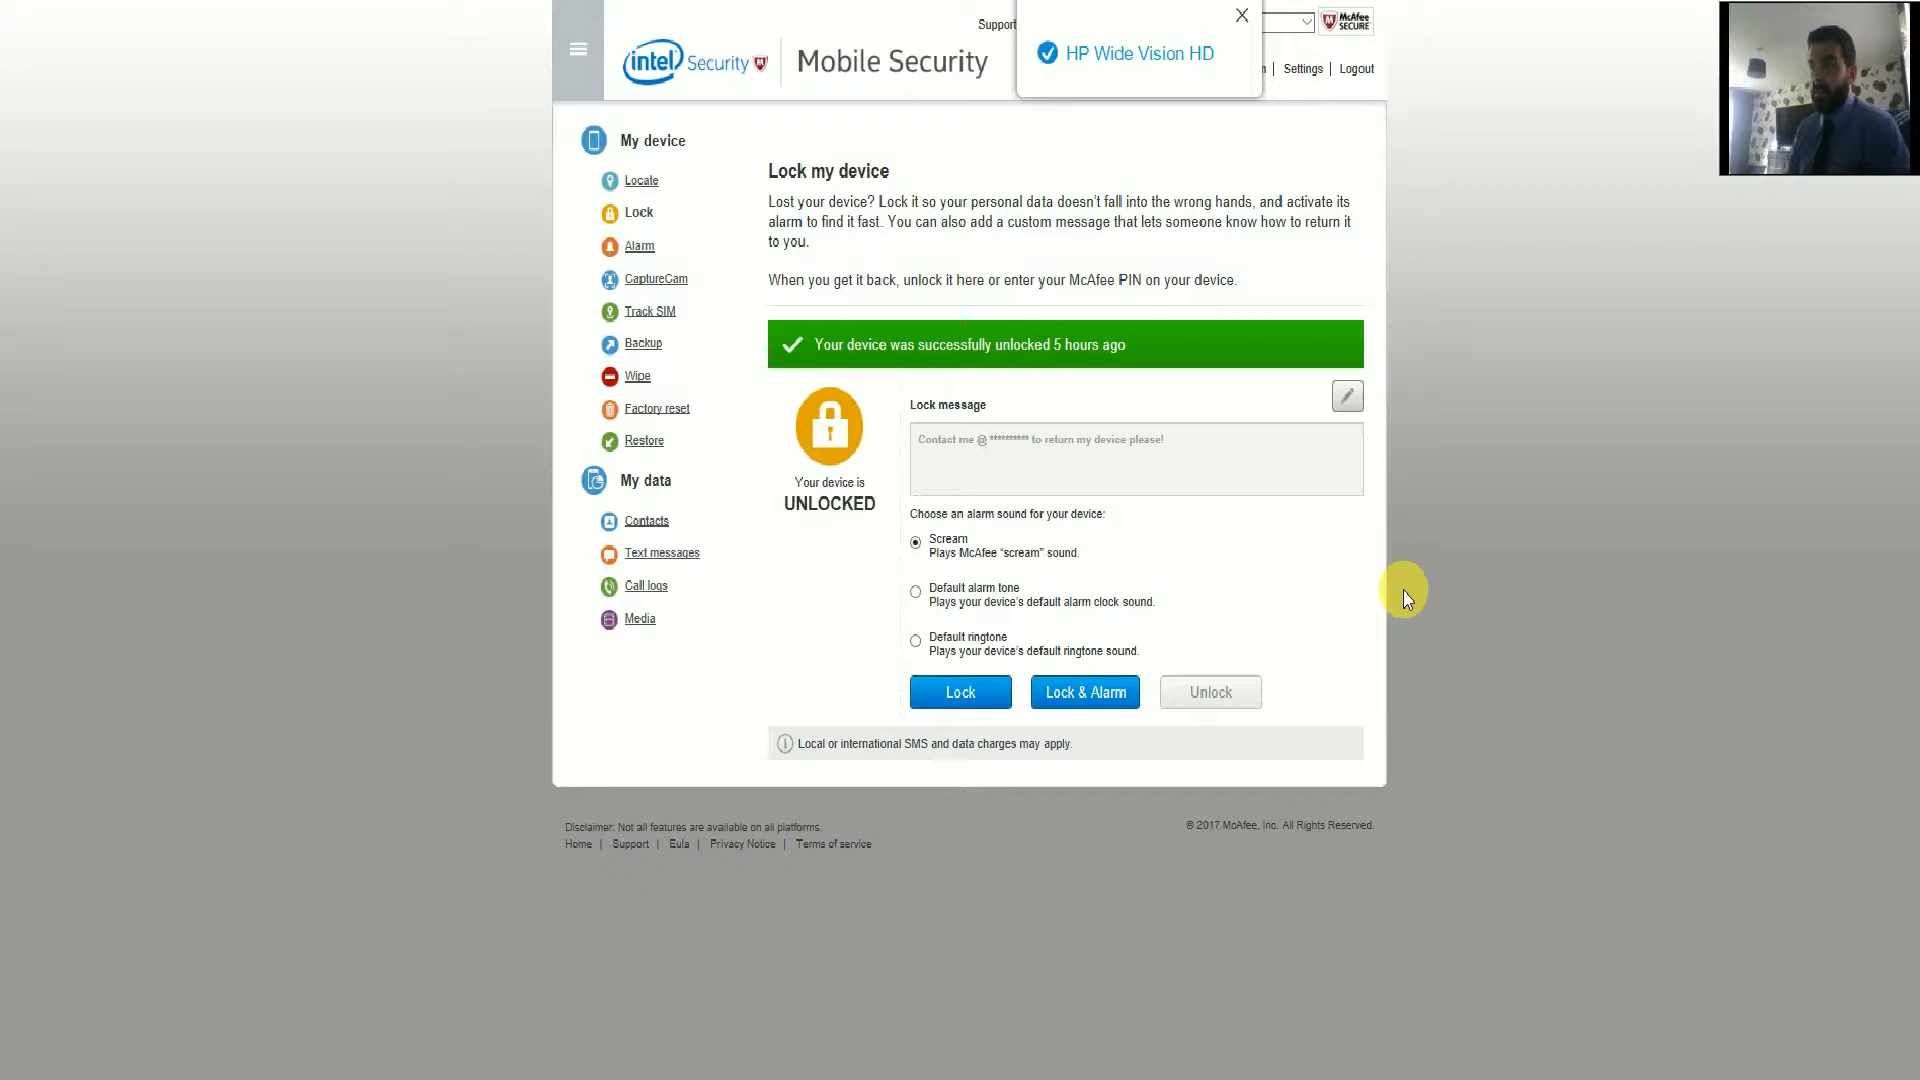 Support
McAfee
SECURE
HP Wide Vision HD
intel Security
Mobile Security
Settings | Logout
My device
Locate
Lock
Alarm
CaptureCam
Track SIM
Backup
Wipe
Factory reset
Restore
My data
Contacts
Text messages
Call logs
Media
Lock my device
Lost your device? Lock it so your personal data doesn't fall into the wrong hands, and activate its
alarm to find it fast. You can also add a custom message that lets someone know how to return it
to you.
When you get it back, unlock it here or enter your McAfee PIN on your device.
Your device was successfully unlocked 5 hours ago
Your device is
UNLOCKED
Lock message
Contact me @ ********** to return my device please!
Choose an alarm sound for your device:
Scream
Plays McAfee “scream” sound.
Default alarm tone
Plays your device's default alarm clock sound.
Default ringtone
Plays your device's default ringtone sound.
Lock
Lock & Alarm
Unlock
Local or international SMS and data charges may apply.
Disclaimer: Not all features are available on all platforms.
Home | Support | Eula | Privacy Notice | Terms of service
© 2017 McAfee, Inc. All Rights Reserved.